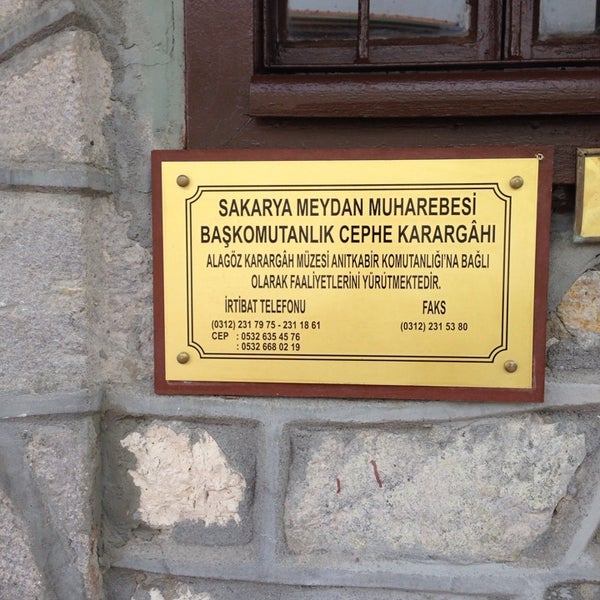 SAKARYA MEYDAN MUHAREBESİ
BAŞKOMUTANLIK CEPHE KARARGÂHI
ALAGÖZ KARARGÂH MÜZESİ ANITKABİR KOMUTANLIĞI'NA BAĞLI
OLARAK FAALİYETLERİNİ YÜRÜTMEKTEDİR.
İRTİBAT TELEFONU FAKS
(0312) 231 79 75 - 231 18 61 (0312) 231 53 80
CEP : 0532 635 45 76
: 0532 668 02 19